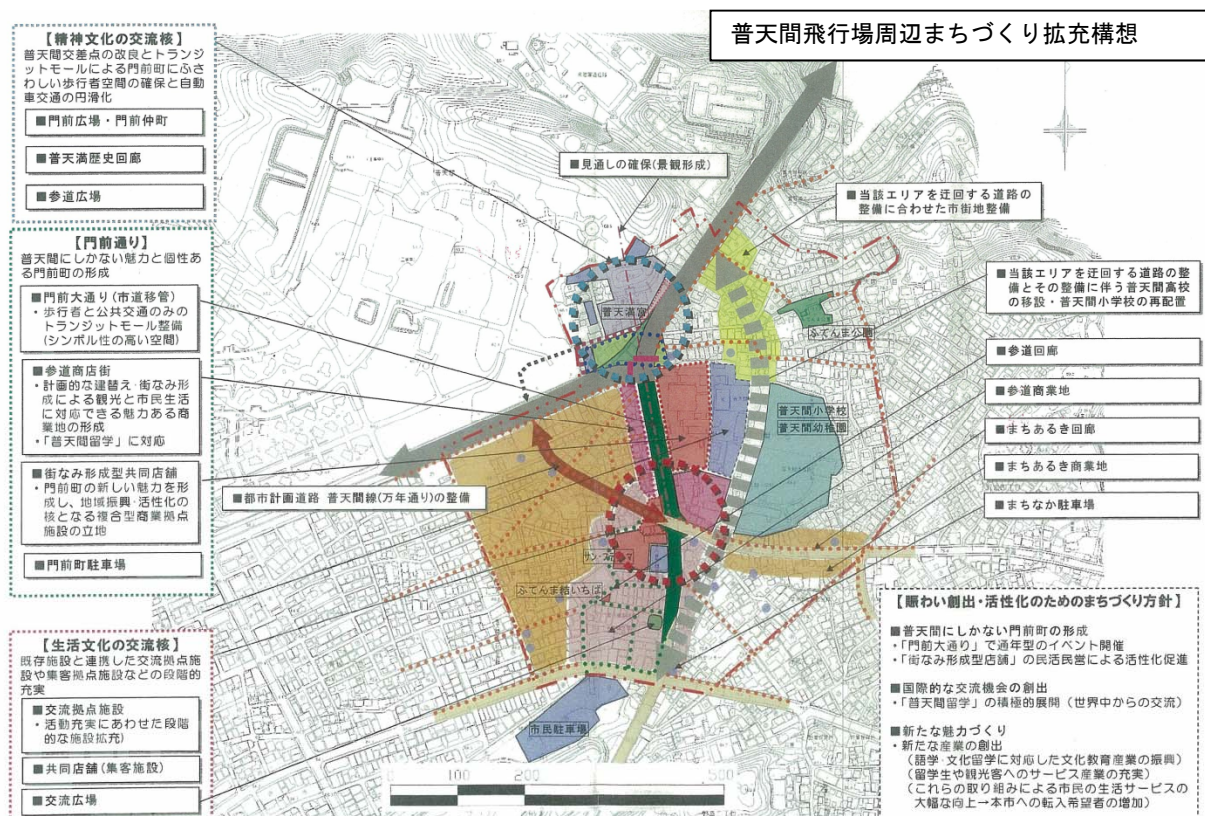 普天間飛行場周辺まちづくり拡充構想
【精神文化の交流核】
普天間交差点の改良とトランジ
ットモールによる門前町にふさ
わしい歩行者空間の確保と自動
車交通の円滑化
■門前広場・門前仲町
■普天満歴史回廊
■参道広場
【門前通り】
普天間にしかない魅力と個性あ
る門前町の形成
■門前大通り(市道移管)
・歩行者と公共交通のみの
トランジットモール整備
(シンボル性の高い空間)
■参道商店街
・計画的な建替え・街なみ形
成による観光と市民生活
に対応できる魅力ある商
業地の形成
・「普天間留学」に対応
■街なみ形成型共同店舗
・門前町の新しい魅力を形
成し、地域振興・活性化の
核となる複合型商業拠点
施設の立地
■門前町駐車場
【生活文化の交流核】
既存施設と連携した交流拠点施
設や集客拠点施設などの段階的
充実
■交流拠点施設
・活動充実にあわせた段階
的な施設拡充)
■共同店舗(集客施設)
■交流広場
■見通しの確保(景観形成)
■当該エリアを迂回する道路の
整備に合わせた市街地整備
■当該エリアを迂回する道路の整
備とその整備に伴う普天間高校
の移設・普天間小学校の再配置
■参道回廊
■参道商業地
■まちあるき回廊
■まちあるき商業地
■まちなか駐車場
■都市計画道路 普天間線(万年通り)の整備
普天満宮
ふてんま公園
普天間小学校
普天間幼稚園
サンフティーマ
ふてんま結いちば
市民駐車場
0 100 200 500
【賑わい創出・活性化のためのまちづくり方針】
■普天間にしかない門前町の形成
・「門前大通り」で通年型のイベント開催
・「街なみ形成型店舗」の民活民営による活性化促進
■国際的な交流機会の創出
・「普天間留学」の積極的展開(世界中からの交流)
■新たな魅力づくり
・新たな産業の創出
(語学・文化留学に対応した文化教育産業の振興)
(留学生や観光客へのサービス産業の充実)
(これらの取り組みによる市民の生活サービスの
大幅な向上→本市への転入希望者の増加)